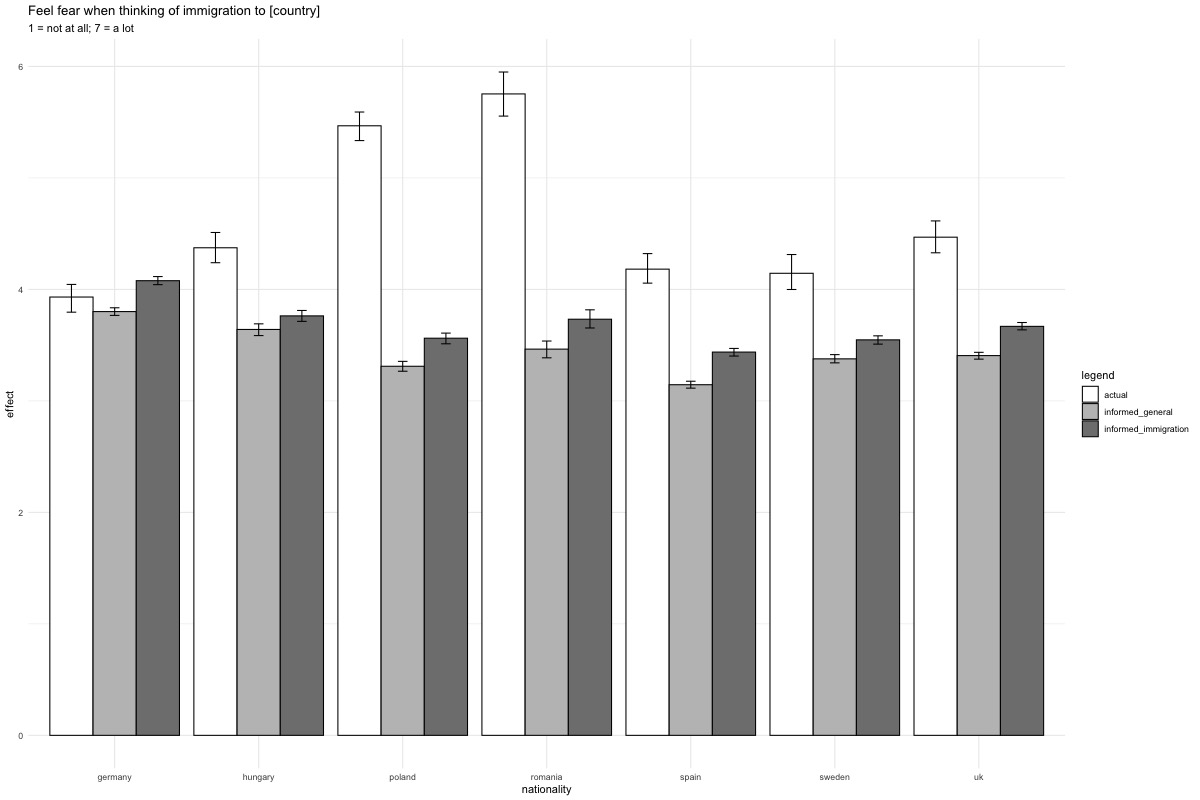 Feel fear when thinking of immigration to [country]
1 = not at all; 7 = a lot
6
4
2
0
effect
germany hungary poland romania spain sweden uk
nationality
legend
actual
informed_general
informed_immigration